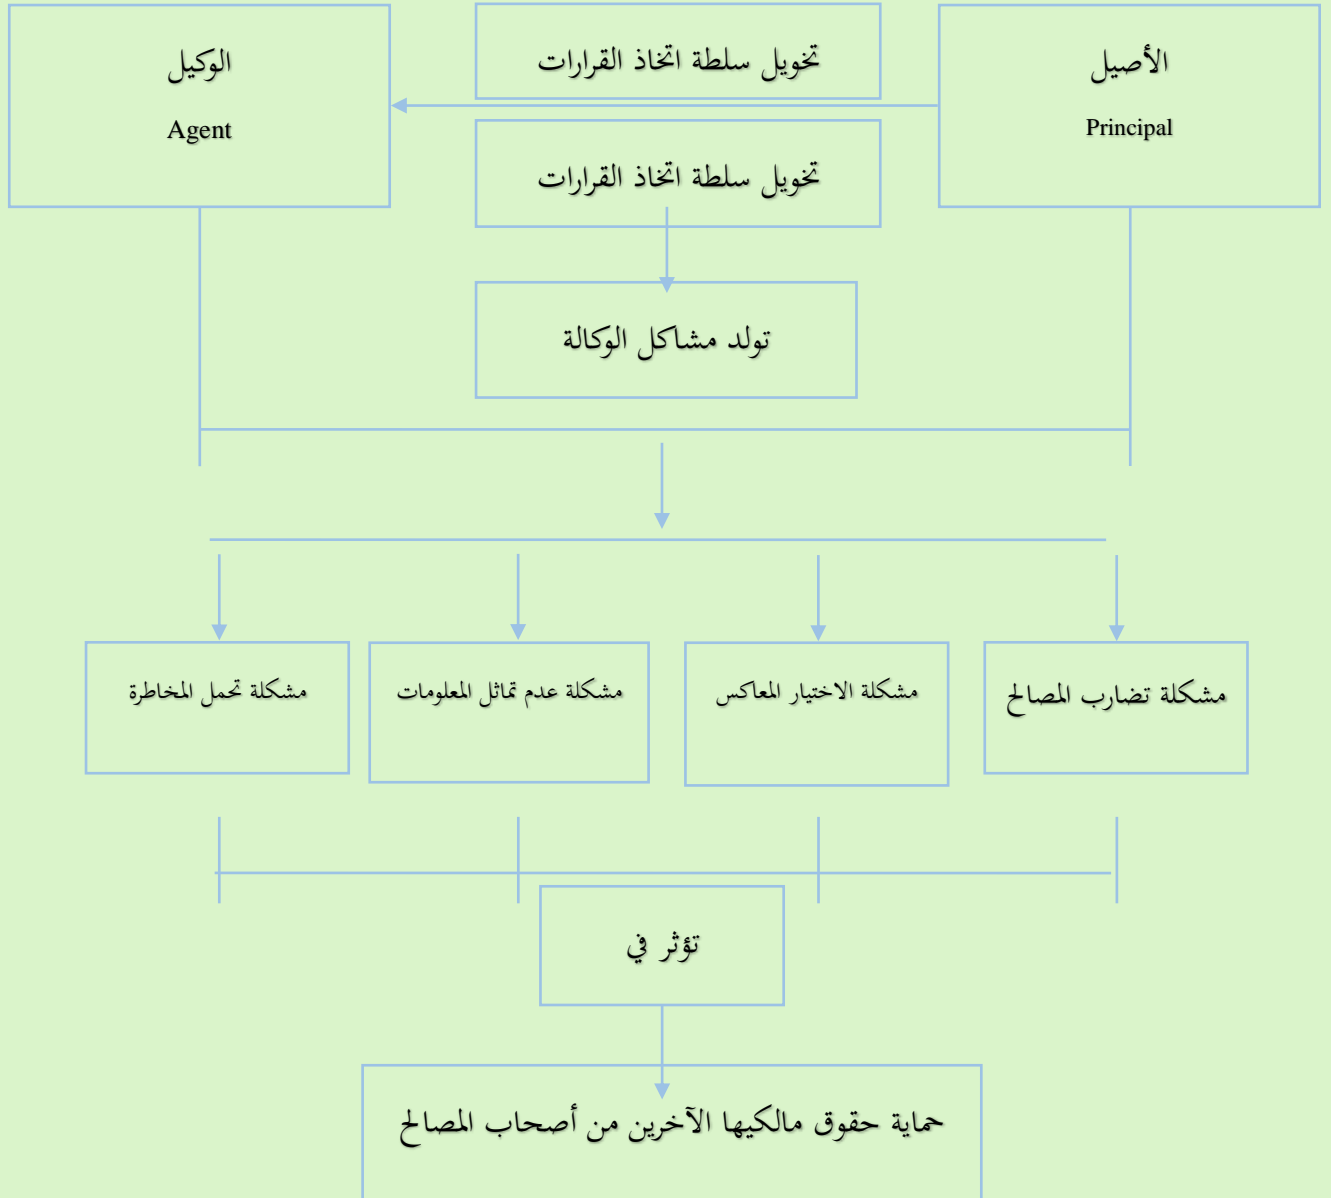 الأصيل
Principal
تخويل سلطة اتخاذ القرارات
الوكيل
Agent
تخويل سلطة اتخاذ القرارات
تولد مشاكل الوكالة
مشكلة تضارب المصالح
مشكلة الاختيار المعاكس
مشكلة عدم تماثل المعلومات
مشكلة تحمل المخاطرة
تؤثر في
حماية حقوق مالكيها الآخرين من أصحاب المصالح